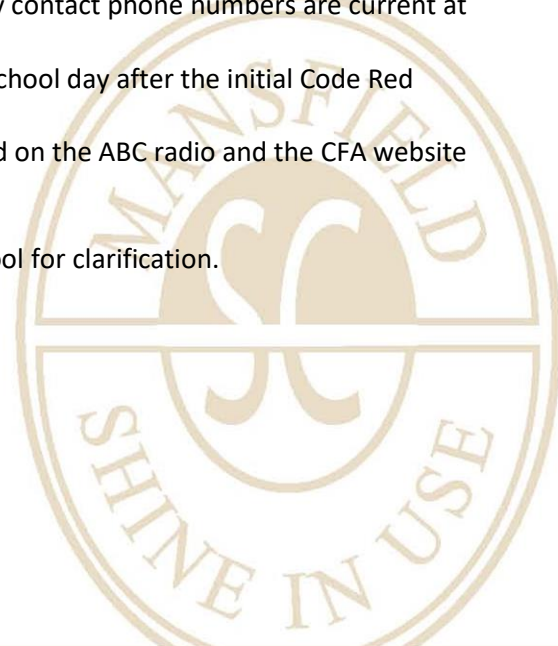 contact phone numbers are current at
chool day after the initial Code Red
d on the ABC radio and the CFA website
ol for clarification.
MANSFIELD
SC
SHINE IN USE